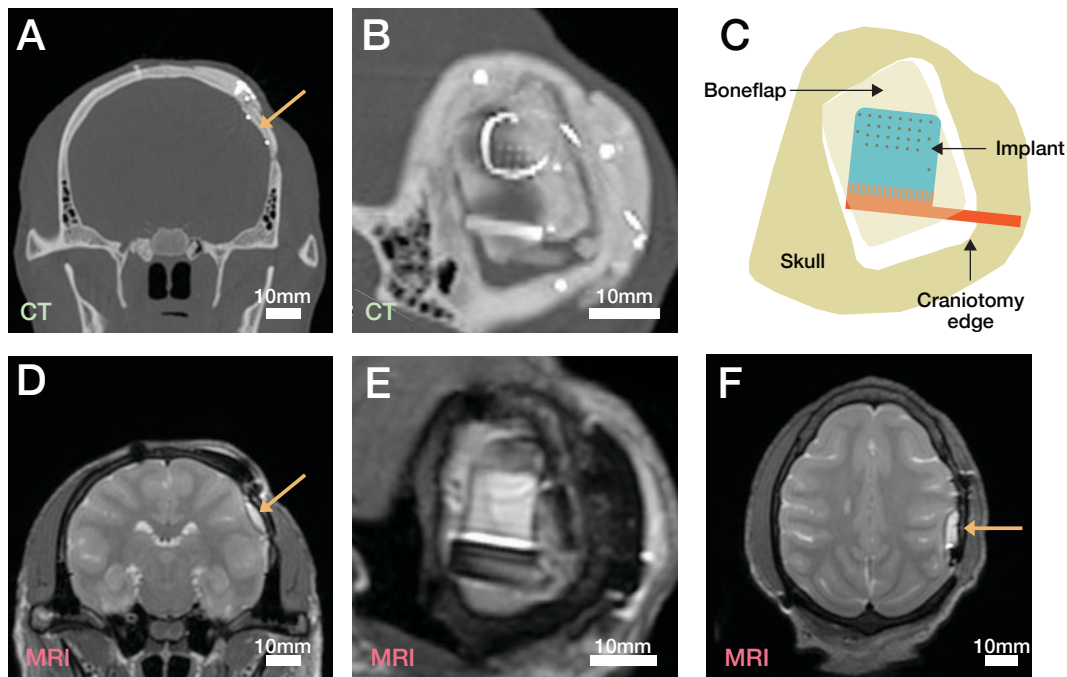 A
10mm
CT
B
10mm
CT
C
Boneflap
Implant
Skull
Craniotomy
edge
D
10mm
MRI
E
10mm
MRI
F
10mm
MRI